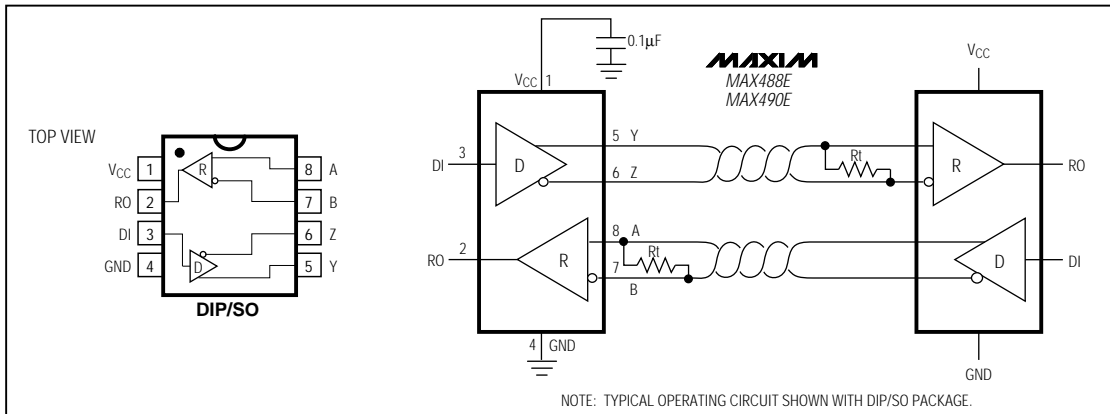 TOP VIEW
VCC 1
RO 2
DI 3
GND 4
8 A
7 B
6 Z
5 Y
R
D
DIP/SO
0.1μF
VCC 1
MAXIM
MAX488E
MAX490E
VCC
DI 3
D
5 Y
6 Z
Rt
R
RO
RO 2
R
8 A
7
B
Rt
D
DI
4 GND
GND
NOTE: TYPICAL OPERATING CIRCUIT SHOWN WITH DIP/SO PACKAGE.